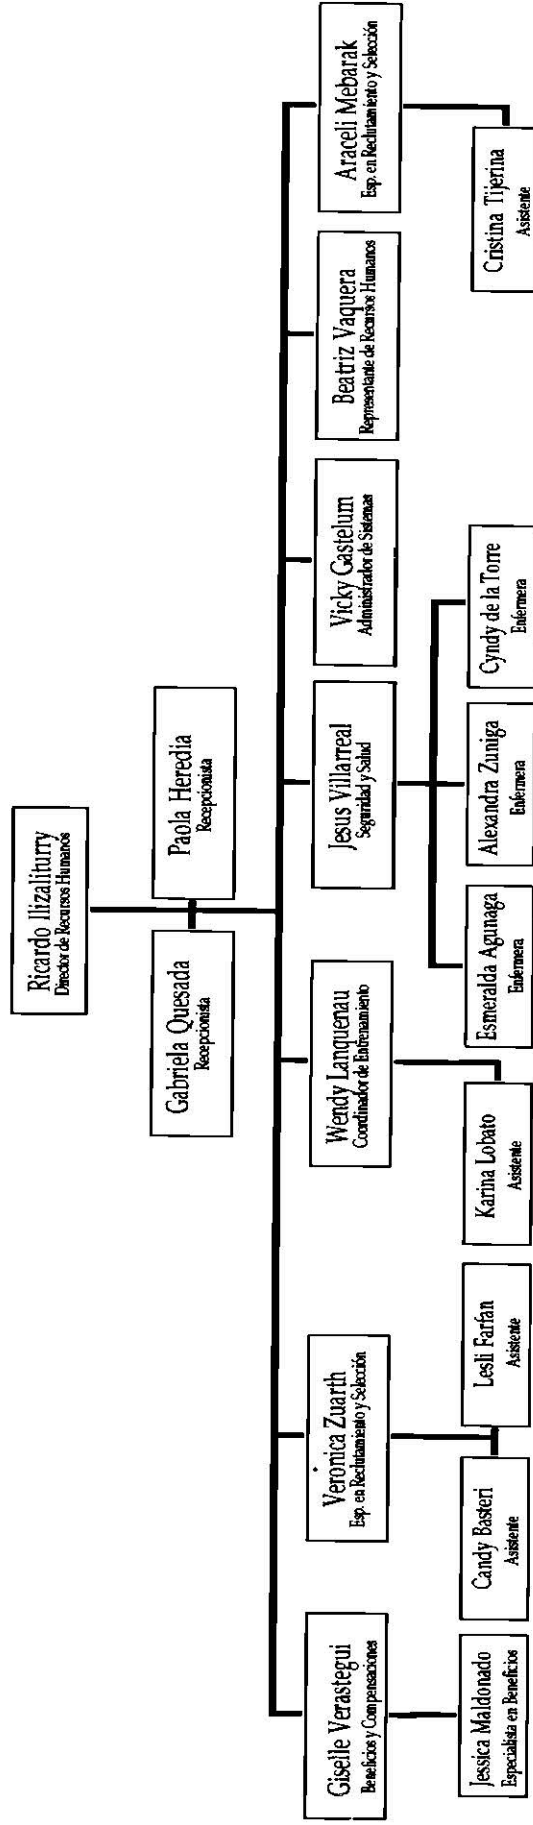 Ricardo Ilizaliturry
Director de Recursos Humanos
Gabriela Quesada
Recepcionista
Paola Heredia
Recepcionista
Giselle Verastegui
Beneficios y Compensaciones
Veronica Zuarth
Esp. en Reclutamiento y Selección
Wendy Lanquenau
Coordinador de Entrenamiento
Jesus Villarreal
Seguridad y Salud
Vicky Gastelum
Administrador de Sistemas
Beatriz Vaquera
Representante de Recursos Humanos
Araceli Mebarak
Esp. en Reclutamiento y Selección
Jessica Maldonado
Especialista en Beneficios
Candy Basteri
Asistente
Lesli Farfan
Asistente
Karina Lobato
Asistente
Esmeralda Agunaga
Enfermera
Alexandra Zuniga
Enfermera
Cyndy de la Torre
Enfermera
Cristina Tijerina
Asistente